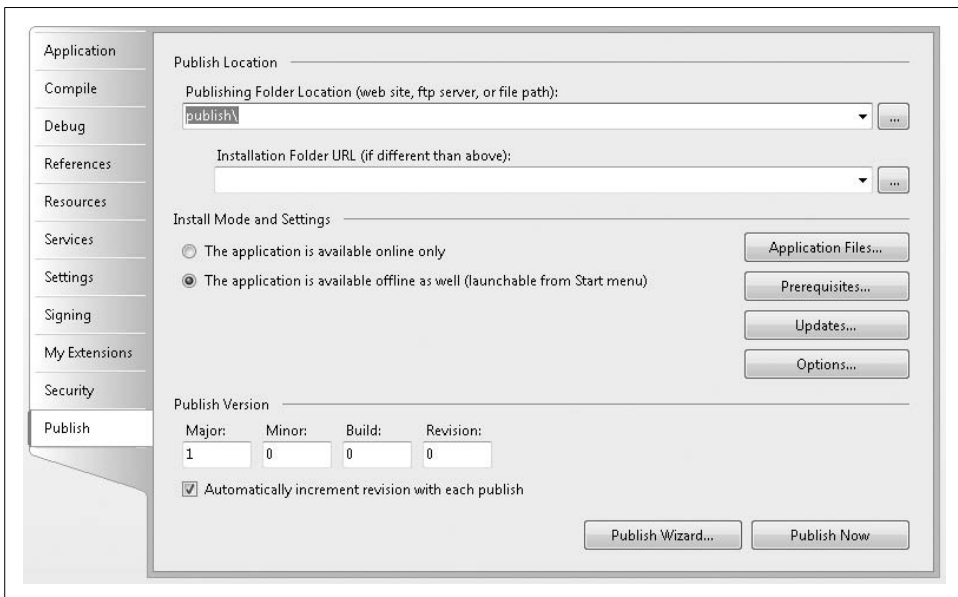 Application
Compile
Debug
References
Resources
Services
Settings
Signing
My Extensions
Security
Publish
Publish Location
Publishing Folder Location (web site, ftp server, or file path):
publish\
...
Installation Folder URL (if different than above):
...
Install Mode and Settings
The application is available online only
The application is available offline as well (launchable from Start menu)
Application Files...
Prerequisites...
Updates...
Options...
Publish Version
Major: Minor: Build: Revision:
1 0 0 0
Automatically increment revision with each publish
Publish Wizard... Publish Now